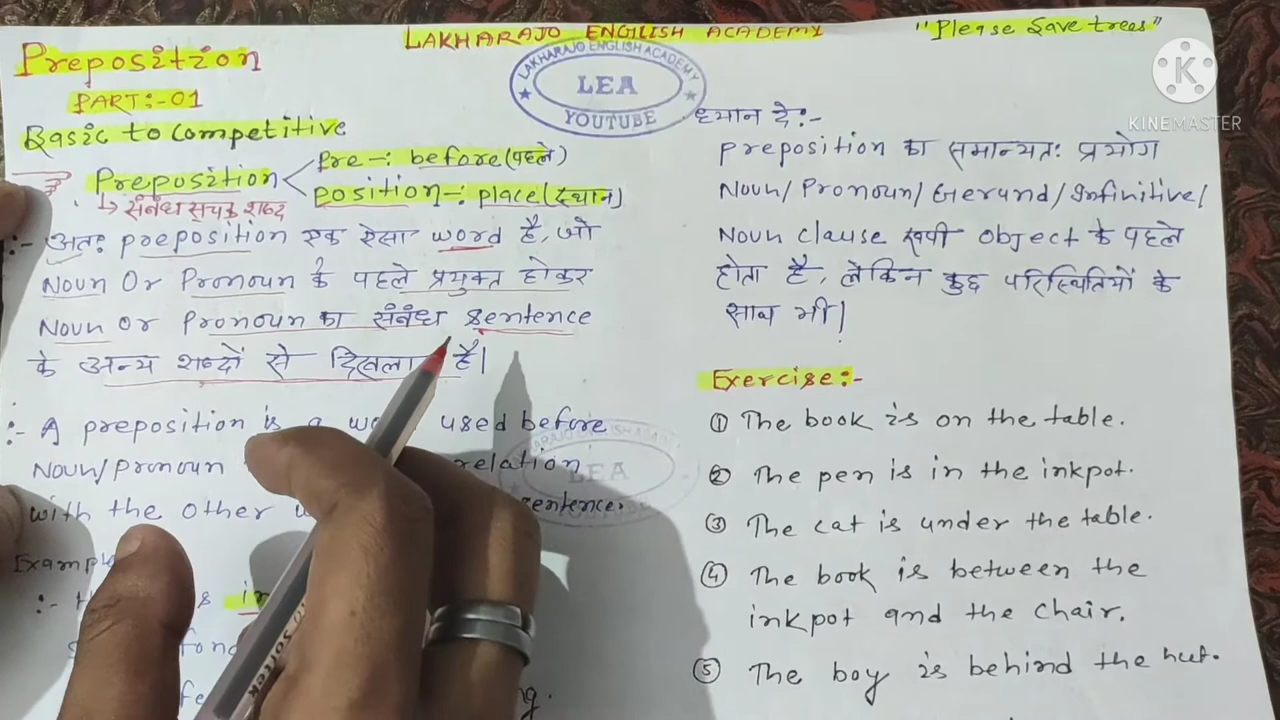 LAKHARAJO ENGLISH ACADEMY
"Please Save trees"
Preposition
PART:-01
Basic to competitive
Preposition
Pre-: before (पहले)
position-: place (स्थान)
→ संबंध सूचक शब्द
:- अतः preposition एक ऐसा word है, जो
Noun Or Pronoun के पहले प्रयुक्त होकर
Noun Or Pronoun का संबंध sentence
के अन्य शब्दों से दिखलाता है।
:- A preposition is a used before
Noun/pronoun relation
with the other sentence.
:- in
LAKHARAJO ENGLISH ACADEMY
LEA
YOUTUBE
LEA
ध्यान दे:-
Preposition का समान्यतः प्रयोग
Noun/Pronoun/Gerund/Infinitive/
Noun clause रूपी object के पहले
होता है, लेकिन कुछ परिस्थितियों के
साथ भी।
Exercise:-
① The book is on the table.
② The pen is in the inkpot.
③ The cat is under the table.
④ The book is between the
inkpot and the chair.
⑤ The boy is behind the hut.
K
KINEMASTER